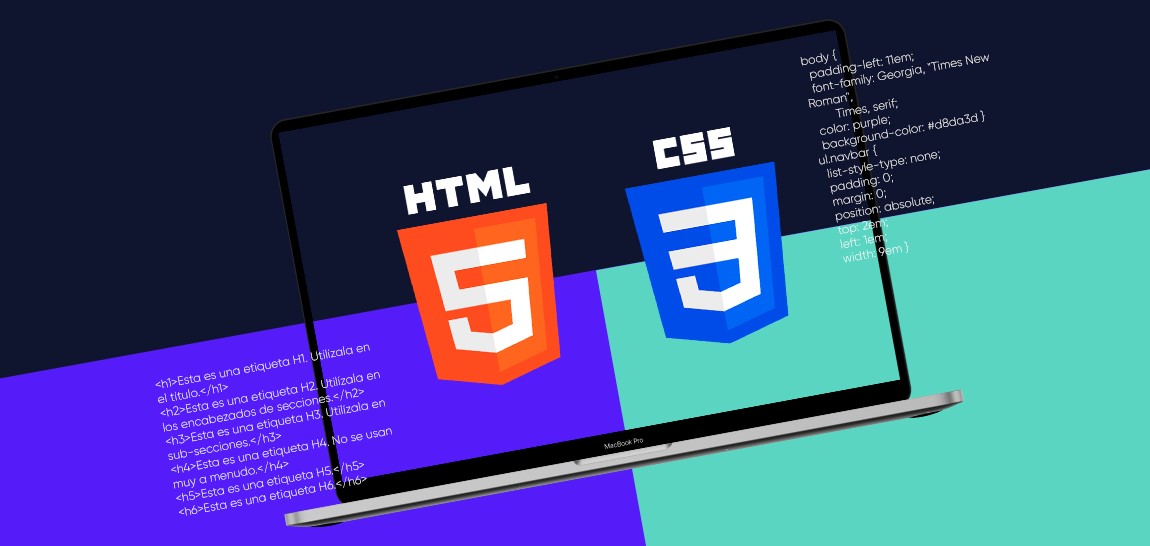 HTML
5
CSS
3
body {
padding-left: 11em;
font-family: Georgia, "Times New
Roman",
Times, serif;
color: purple;
background-color: #d8da3d }
ul.navbar {
list-style-type: none;
padding: 0;
margin: 0;
position: absolute;
top: 2em;
left: 1em;
width: 9em }
<h1>Esta es una etiqueta H1. Utilízala en
el título.</h1>
<h2>Esta es una etiqueta H2. Utilízala en
los encabezados de secciones.</h2>
<h3>Esta es una etiqueta H3. Utilízala en
sub-secciones.</h3>
<h4>Esta es una etiqueta H4. No se usan
muy a menudo.</h4>
<h5>Esta es una etiqueta H5.</h5>
<h6>Esta es una etiqueta H6.</h6>
MacBook Pro